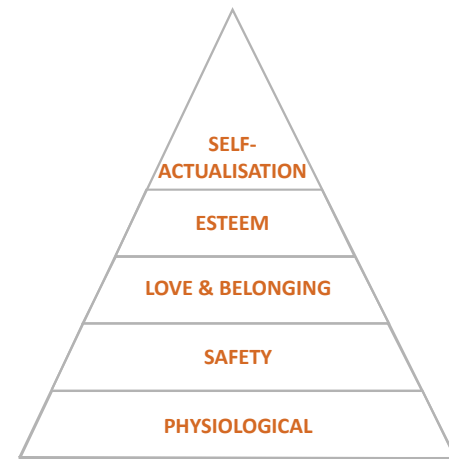 SELF-
ACTUALISATION
ESTEEM
LOVE & BELONGING
SAFETY
PHYSIOLOGICAL